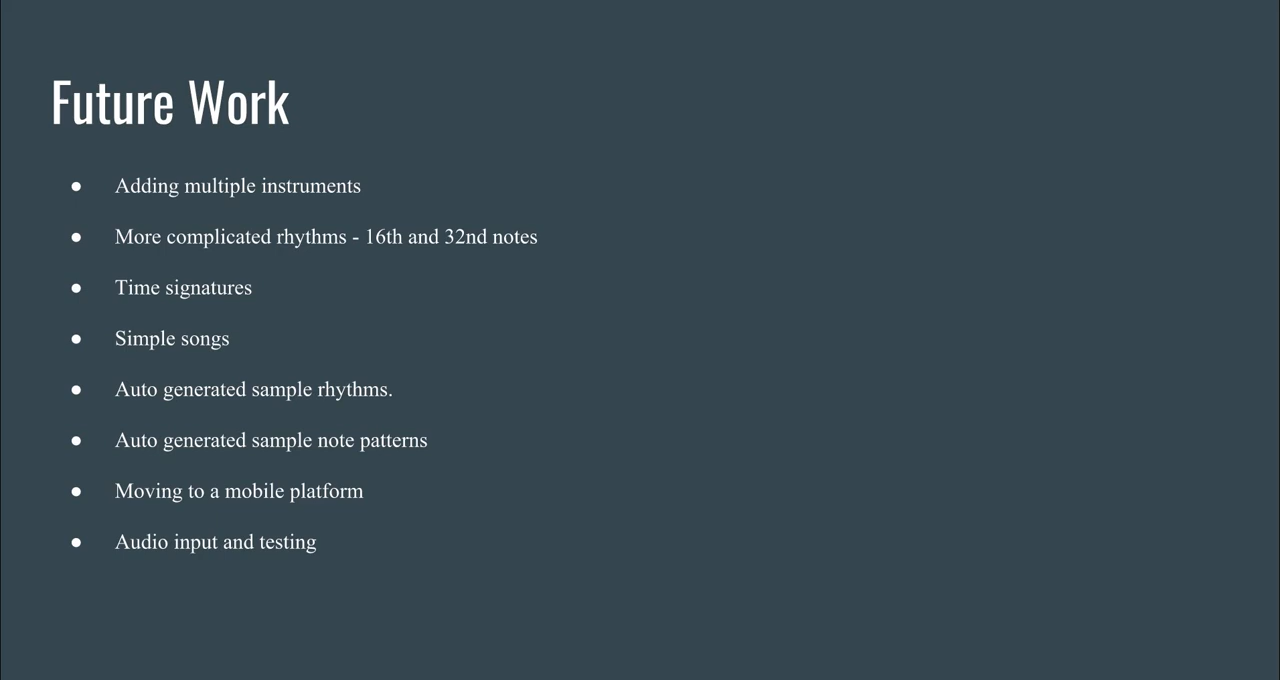 Future Work
● Adding multiple instruments
● More complicated rhythms - 16th and 32nd notes
● Time signatures
● Simple songs
● Auto generated sample rhythms.
● Auto generated sample note patterns
● Moving to a mobile platform
● Audio input and testing